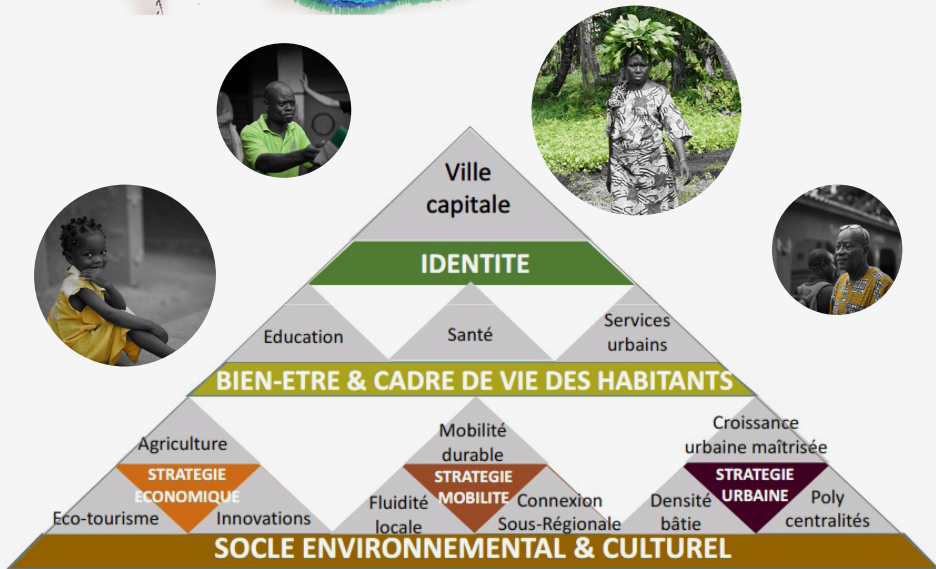 Ville
capitale
IDENTITE
Education
Santé
Services
urbains
BIEN-ETRE & CADRE DE VIE DES HABITANTS
Agriculture
STRATEGIE
ECONOMIQUE
Eco-tourisme
Innovations
Mobilité
durable
STRATEGIE
MOBILITE
Fluidité
locale
Connexion
Sous-Régionale
Croissance
urbaine maîtrisée
STRATEGIE
URBAINE
Densité
bâtie
Poly
centralités
SOCLE ENVIRONNEMENTAL & CULTUREL